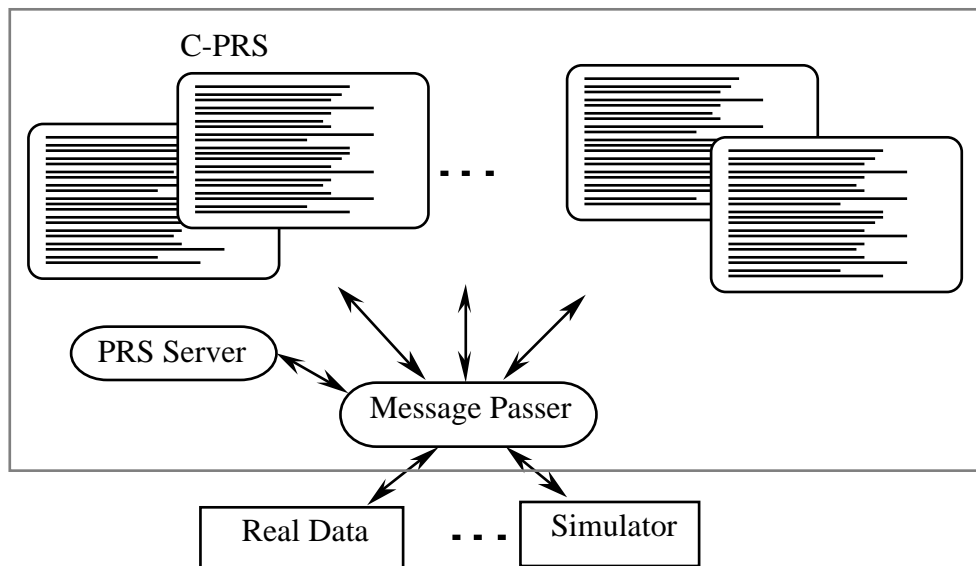 C-PRS
. . .
PRS Server
Message Passer
Real Data
. . .
Simulator